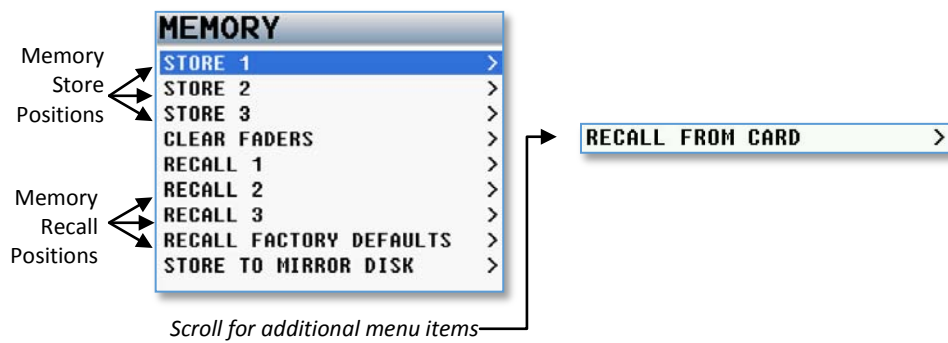 MEMORY
Memory
Store
Positions
STORE 1 >
STORE 2 >
STORE 3 >
CLEAR FADERS >
RECALL 1 >
RECALL 2 >
RECALL 3 >
RECALL FACTORY DEFAULTS >
STORE TO MIRROR DISK >
Memory
Recall
Positions
RECALL FROM CARD >
Scroll for additional menu items